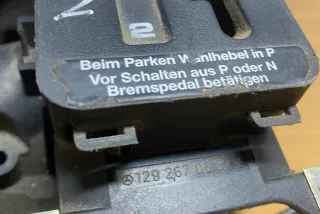 N
2
Beim Parken Wählhebel in P
Vor Schalten aus P oder N
Bremspedal betätigen
129 267